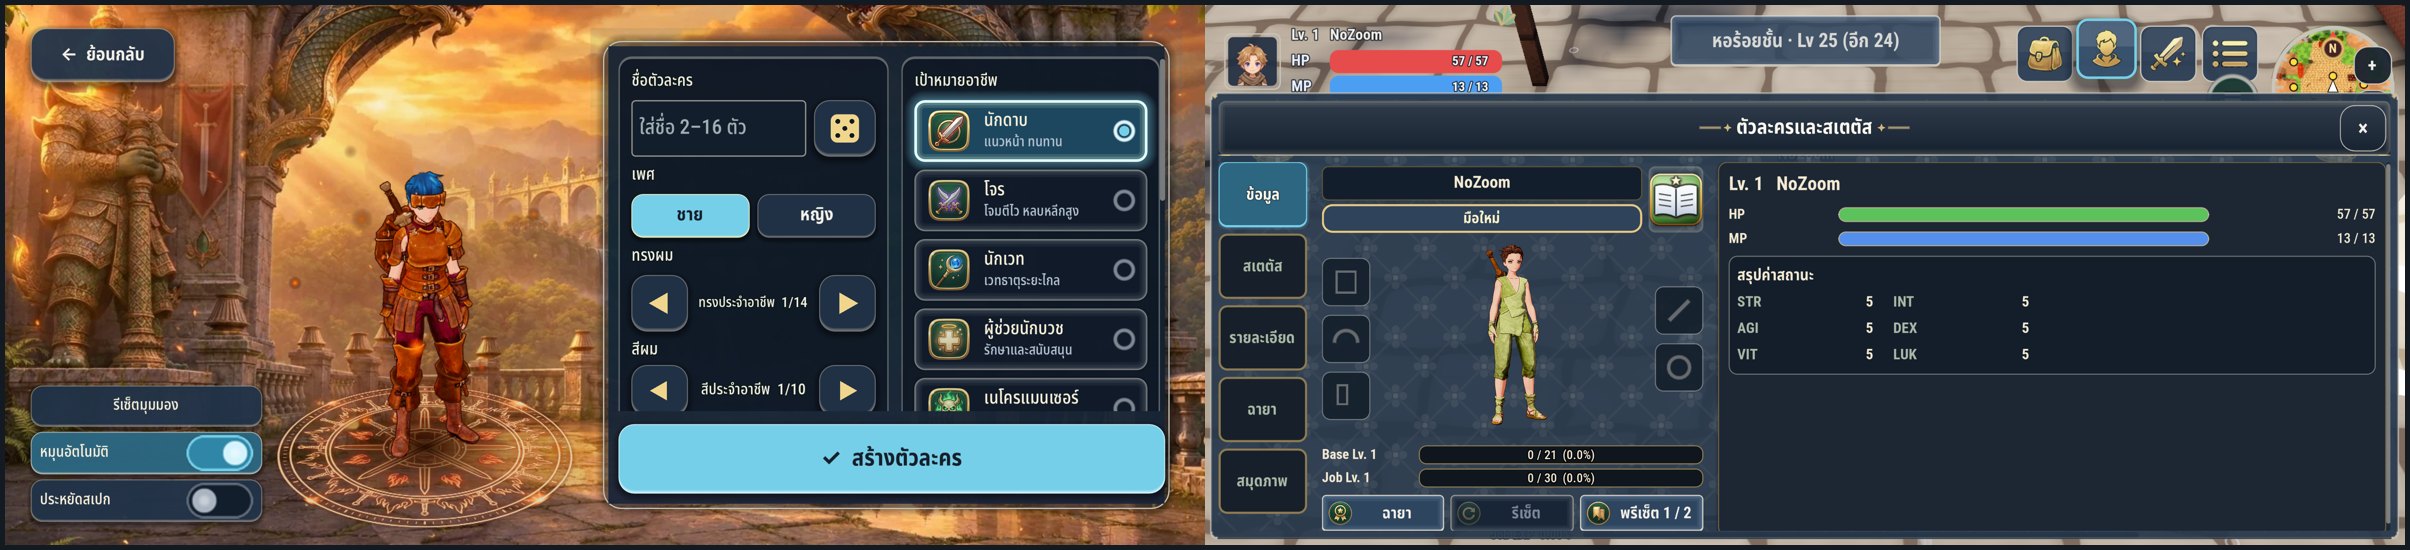 ← ย้อนกลับ
รีเซ็ตมุมมอง
หมุนอัตโนมัติ
ประหยัดสเปก
ชื่อตัวละคร
ใส่ชื่อ 2–16 ตัว
เพศ
ชาย
หญิง
ทรงผม
ทรงประจำอาชีพ 1/14
สีผม
สีประจำอาชีพ 1/10
เป้าหมายอาชีพ
นักดาบ
แนวหน้า ทนทาน
โจร
โจมตีไว หลบหลีกสูง
นักเวท
เวทธาตุระยะไกล
ผู้ช่วยนักบวช
รักษาและสนับสนุน
เนโครแมนเซอร์
✓ สร้างตัวละคร
Lv. 1 NoZoom
HP 57 / 57
MP 13 / 13
หอร้อยชั้น · Lv 25 (อีก 24)
N
+
ตัวละครและสเตตัส
×
ข้อมูล
สเตตัส
รายละเอียด
ฉายา
สมุดภาพ
NoZoom
มือใหม่
Base Lv. 1 0 / 21 (0.0%)
Job Lv. 1 0 / 30 (0.0%)
ฉายา
รีเซ็ต
พรีเซ็ต 1 / 2
Lv. 1 NoZoom
HP 57 / 57
MP 13 / 13
สรุปค่าสถานะ
STR 5 INT 5
AGI 5 DEX 5
VIT 5 LUK 5